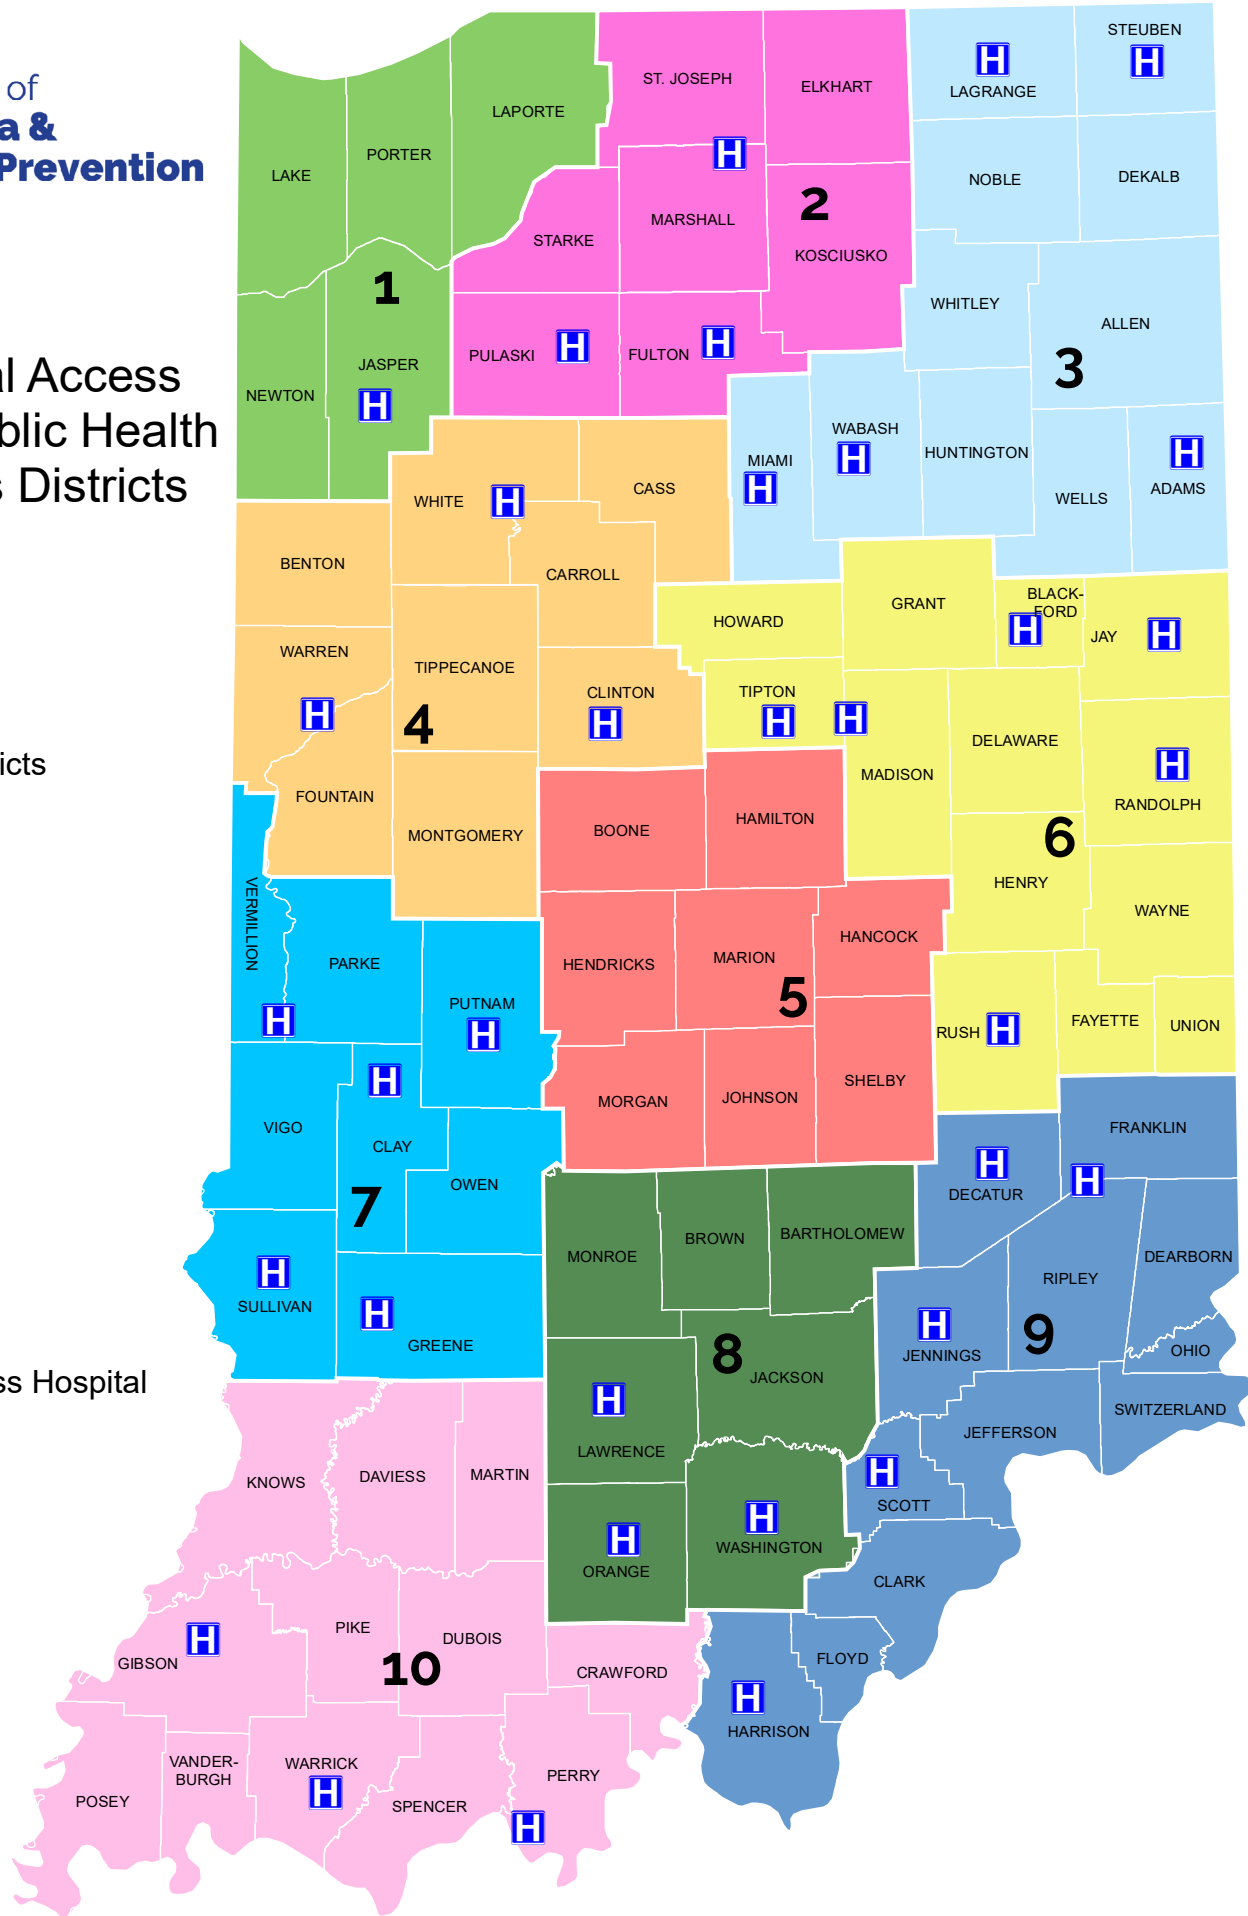 of
a &
Prevention
al Access
blic Health
s Districts
icts
ss Hospital
LAKE
PORTER
LAPORTE
1
JASPER
H
NEWTON
ST. JOSEPH
ELKHART
H
2
MARSHALL
STARKE
KOSCIUSKO
PULASKI
H
FULTON
H
H
LAGRANGE
STEUBEN
H
NOBLE
DEKALB
WHITLEY
ALLEN
3
WABASH
H
MIAMI
H
HUNTINGTON
WELLS
H
ADAMS
WHITE
H
CASS
BENTON
CARROLL
WARREN
H
TIPPECANOE
CLINTON
H
4
FOUNTAIN
MONTGOMERY
HOWARD
GRANT
BLACK-
FORD
H
JAY
H
TIPTON
H
H
MADISON
DELAWARE
H
RANDOLPH
6
HENRY
WAYNE
RUSH
H
FAYETTE
UNION
BOONE
HAMILTON
HENDRICKS
MARION
HANCOCK
5
MORGAN
JOHNSON
SHELBY
VERMILLION
H
PARKE
PUTNAM
H
VIGO
H
CLAY
OWEN
7
H
SULLIVAN
H
GREENE
MONROE
BROWN
BARTHOLOMEW
8
JACKSON
H
LAWRENCE
H
ORANGE
H
WASHINGTON
H
DECATUR
FRANKLIN
H
RIPLEY
DEARBORN
H
JENNINGS
9
OHIO
SWITZERLAND
JEFFERSON
H
SCOTT
CLARK
FLOYD
H
HARRISON
KNOWS
DAVIESS
MARTIN
H
GIBSON
PIKE
DUBOIS
10
CRAWFORD
POSEY
VANDER-
BURGH
WARRICK
H
SPENCER
PERRY
H